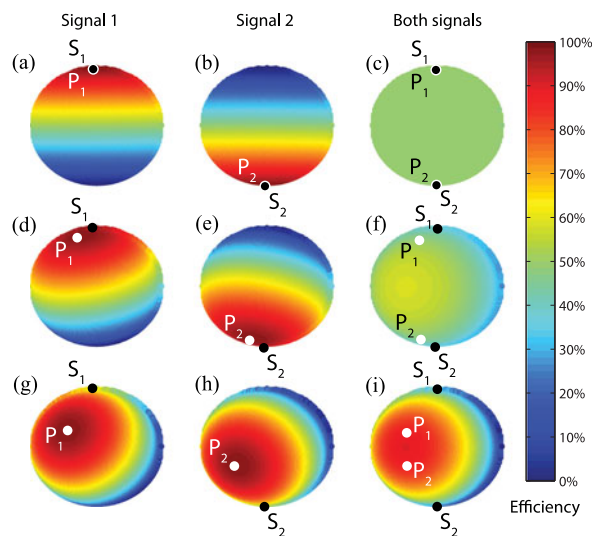 Signal 1 Signal 2 Both signals
(a) S1 P1 (b) P2 S2 (c) S1 P1 P2 S2 100%
90%
80%
70%
(d) S1 P1 (e) P2 S2 (f) S1 P1 P2 S2 60%
50%
40%
30%
(g) S1 P1 (h) P2 S2 (i) S1 P1 P2 S2 20%
10%
0%
Efficiency